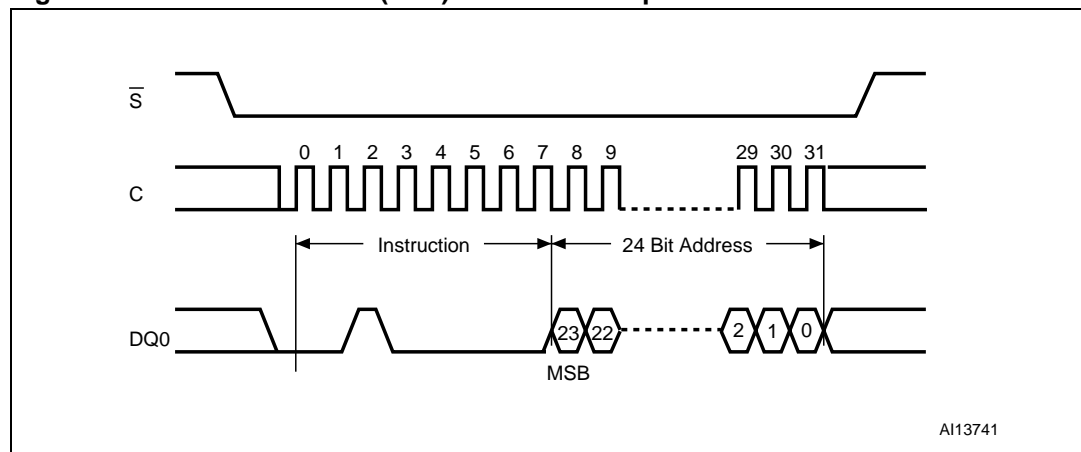 S
0 1 2 3 4 5 6 7 8 9 29 30 31
C
Instruction 24 Bit Address
DQ0 23 22 2 1 0
MSB
AI13741